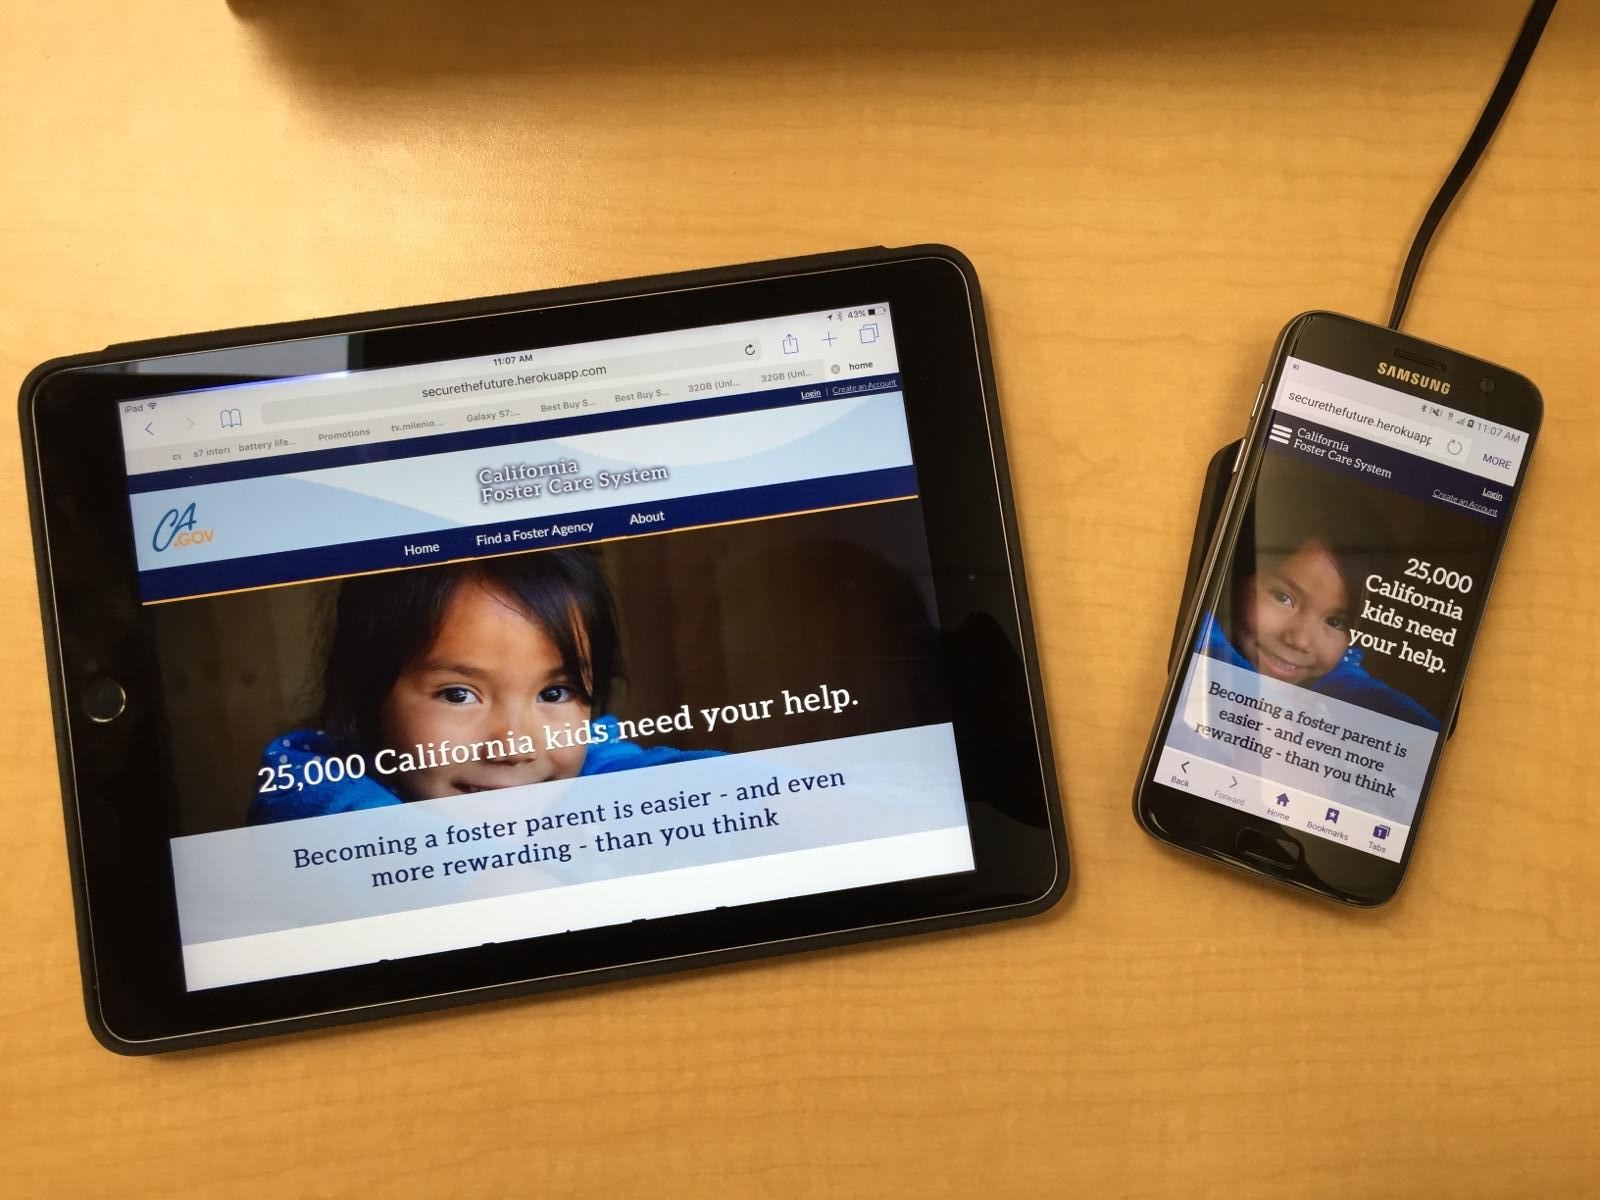 iPad
11:07 AM
43%
securethefuture.herokuapp.com
s7 interi
battery life...
Promotions
tv.milenio....
Galaxy S7:...
Best Buy S...
Best Buy S...
32GB (Unl...
32GB (Unl...
home
Login | Create an Account
CA
.GOV
California
Foster Care System
Home
Find a Foster Agency
About
25,000 California kids need your help.
Becoming a foster parent is easier - and even
more rewarding - than you think
SAMSUNG
11:07 AM
securethefuture.herokuapp
MORE
California
Foster Care System
Login
Create an Account
25,000
California
kids need
your help.
Becoming a foster parent is
easier - and even more
rewarding - than you think
Back
Forward
Home
Bookmarks
1
Tabs